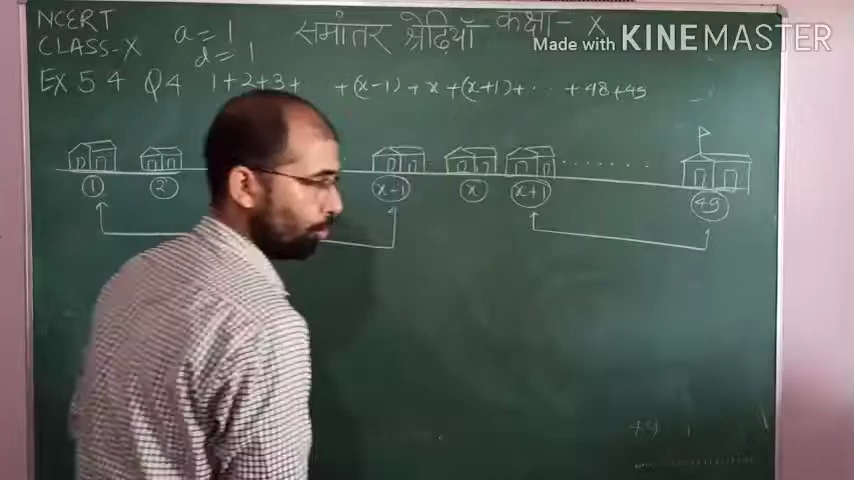 NCERT
CLASS-X
a = 1
d = 1
समांतर श्रेढ़ियाँ कक्षा- X
Made with KINEMASTER
EX 5 4 Q4 1+2+3+ +(x-1) + x +(x+1)+ ... + 48+49
1 2 x-1 x x+1 ....... 49
49